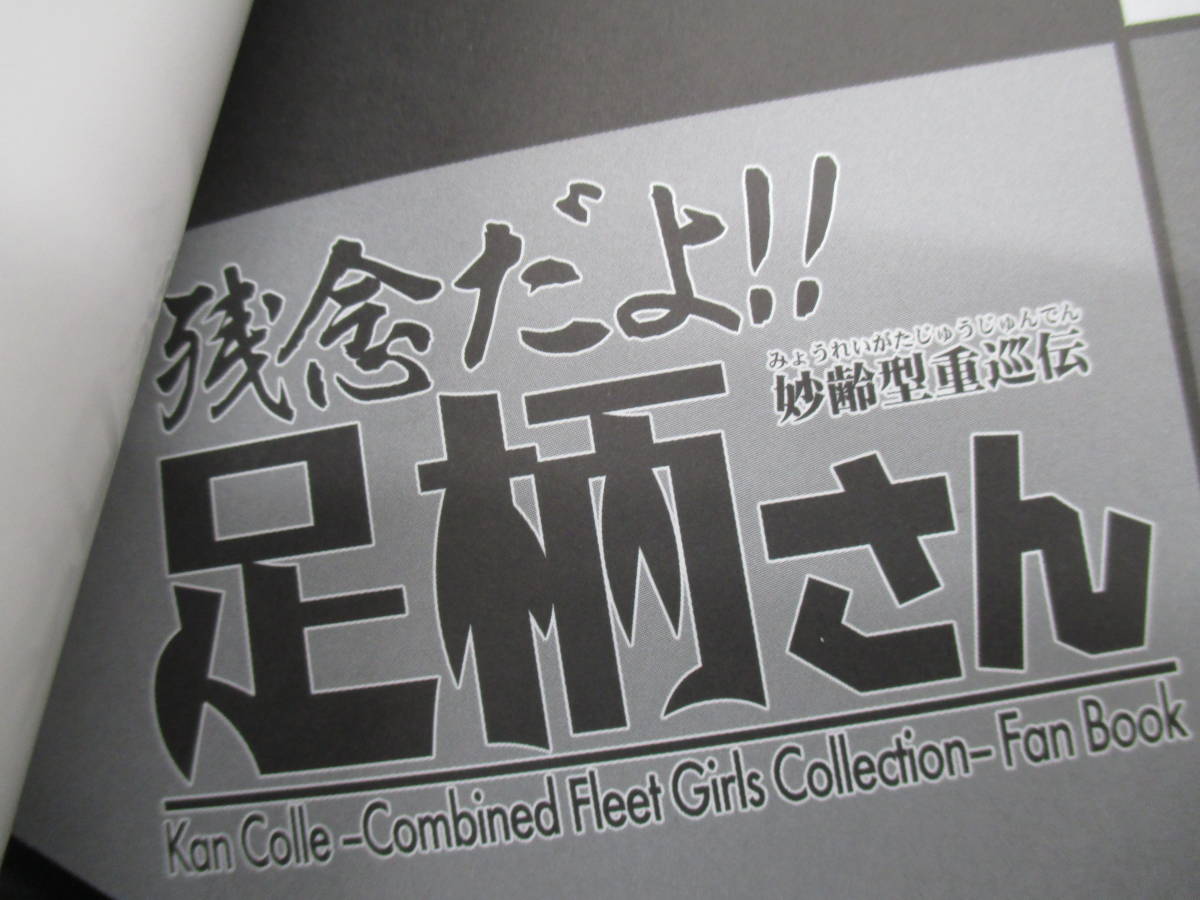 残念だよ!!
みょうれいがたじゅうじゅんでん
妙齢型重巡伝
足柄さん
Kan Colle –Combined Fleet Girls Collection– Fan Book